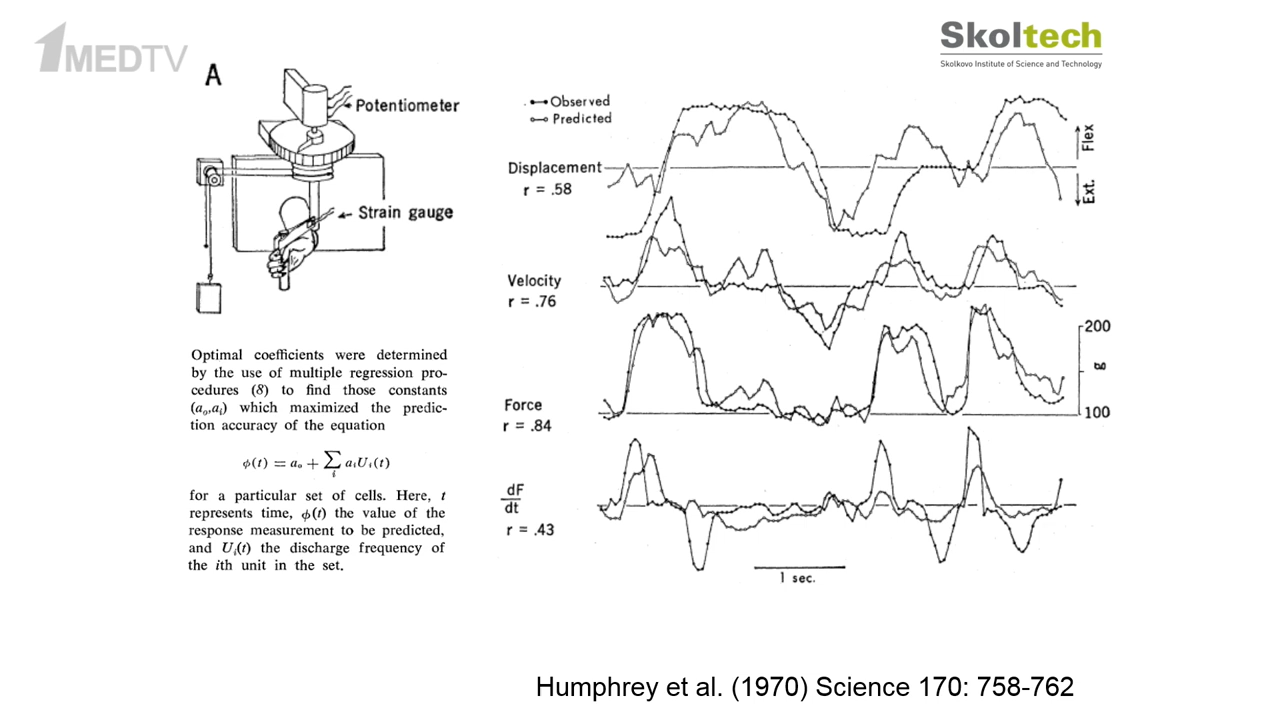 1MEDTV
Skoltech
Skolkovo Institute of Science and Technology
A
Potentiometer
Strain gauge
Optimal coefficients were determined
by the use of multiple regression pro-
cedures (8) to find those constants
(a₀,aᵢ) which maximized the predic-
tion accuracy of the equation
ϕ(t) = a₀ + ∑ aᵢUᵢ(t)
i
for a particular set of cells. Here, t
represents time, ϕ(t) the value of the
response measurement to be predicted,
and Uᵢ(t) the discharge frequency of
the ith unit in the set.
Observed
Predicted
Displacement
r = .58
Flex
Ext.
Velocity
r = .76
200
g
100
Force
r = .84
dF
dt
r = .43
1 sec.
Humphrey et al. (1970) Science 170: 758-762